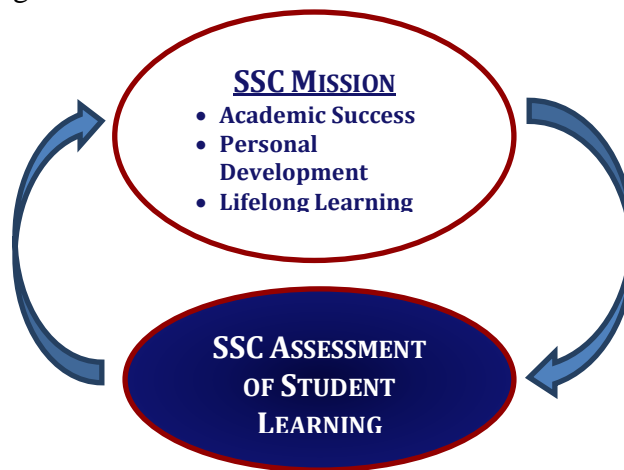 g
SSC MISSION
• Academic Success
• Personal
Development
• Lifelong Learning
SSC ASSESSMENT
OF STUDENT
LEARNING